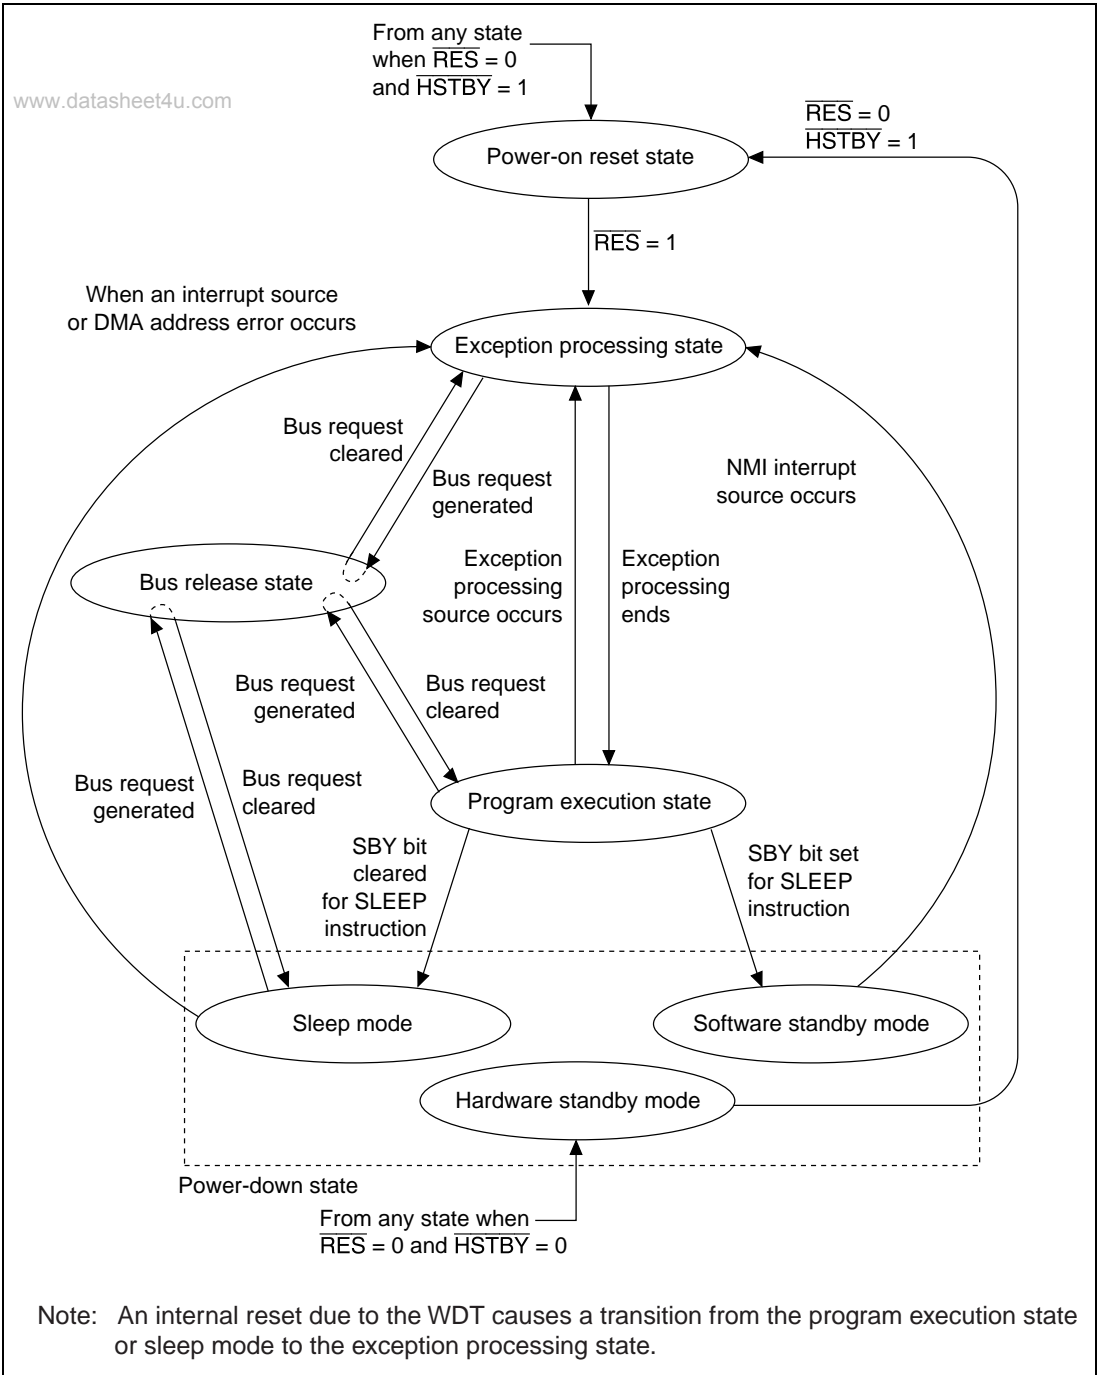 From any state
when RES = 0
and HSTBY = 1
www.datasheet4u.com
RES = 0
HSTBY = 1
Power-on reset state
RES = 1
When an interrupt source
or DMA address error occurs
Exception processing state
Bus request
cleared
Bus request
generated
NMI interrupt
source occurs
Exception
processing
source occurs
Exception
processing
ends
Bus release state
Bus request
generated
Bus request
cleared
Bus request
generated
Bus request
cleared
Program execution state
SBY bit
cleared
for SLEEP
instruction
SBY bit set
for SLEEP
instruction
Sleep mode
Software standby mode
Hardware standby mode
Power-down state
From any state when
RES = 0 and HSTBY = 0
Note: An internal reset due to the WDT causes a transition from the program execution state
or sleep mode to the exception processing state.